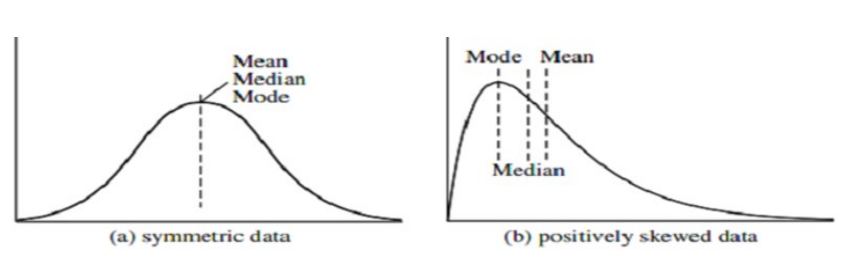 Mean
Median
Mode
(a) symmetric data
Mode Mean
Median
(b) positively skewed data